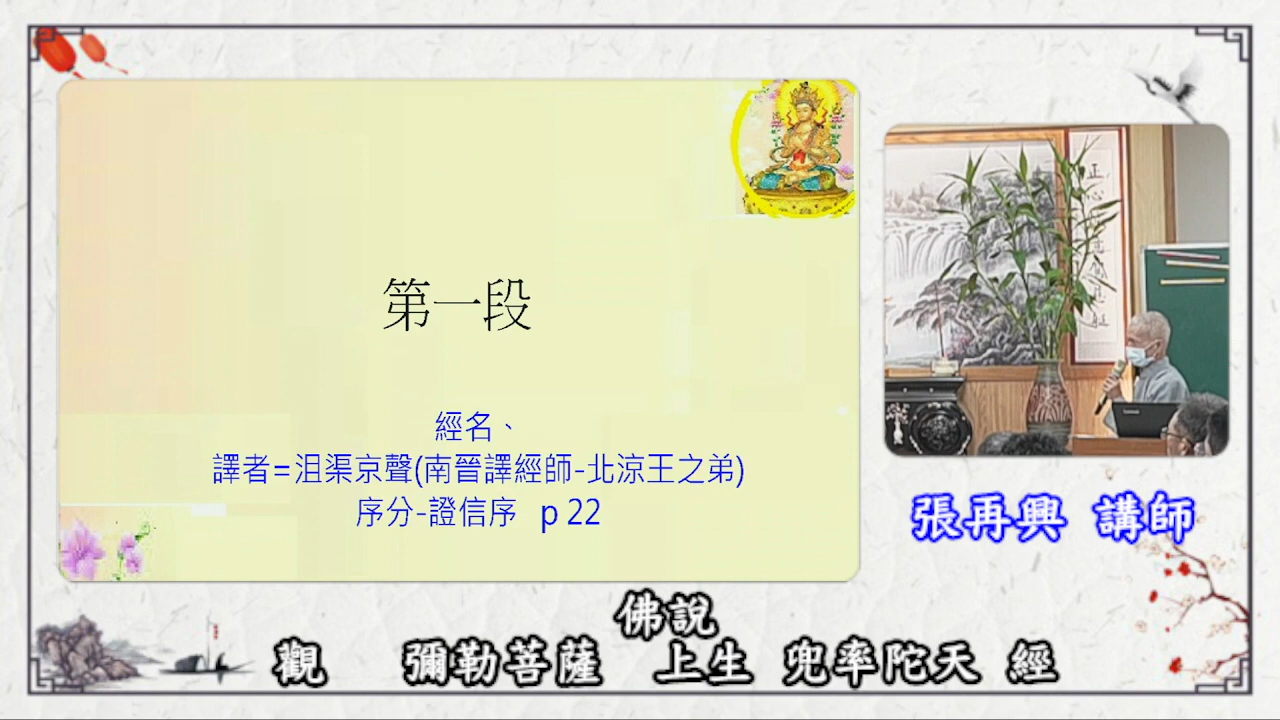 第一段
經名、
譯者=沮渠京聲(南晉譯經師-北涼王之弟)
序分-證信序 p 22
張再興 講師
佛說
觀 彌勒菩薩 上生 兜率陀天 經